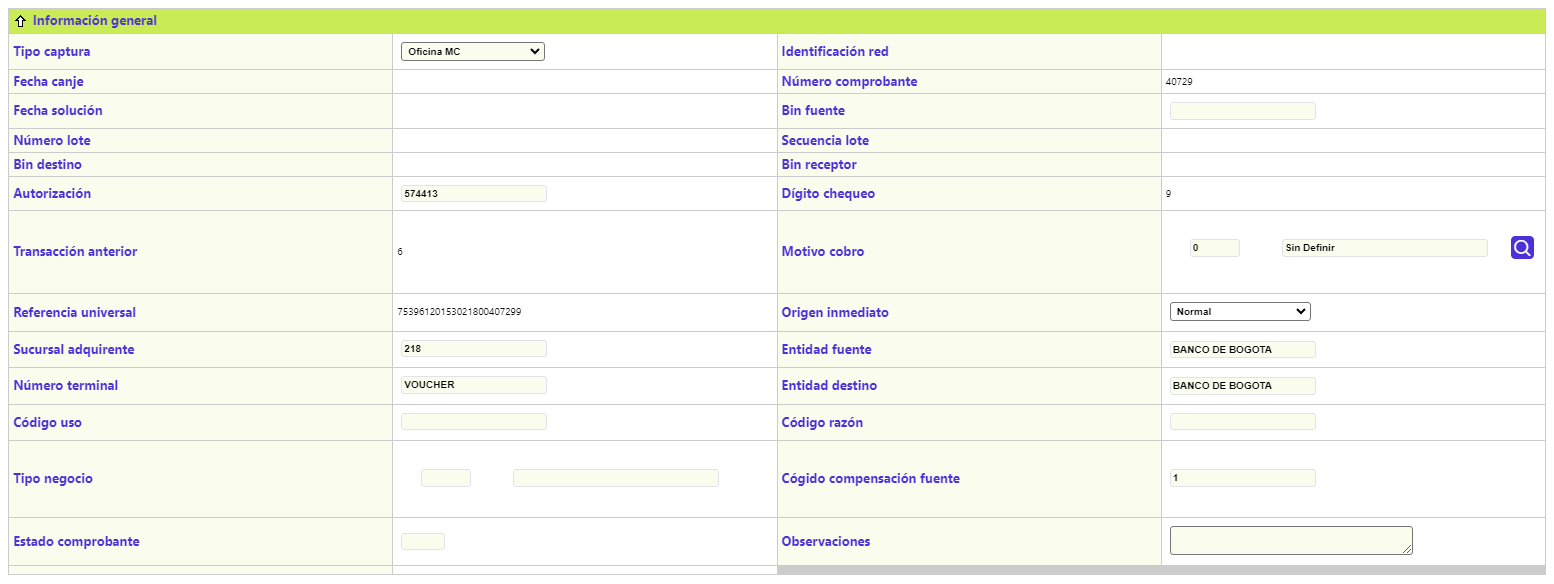 Información general
Tipo captura Oficina MC Identificación red
Fecha canje Número comprobante 40729
Fecha solución Bin fuente
Número lote Secuencia lote
Bin destino Bin receptor
Autorización 574413 Dígito chequeo 9
Transacción anterior 6 Motivo cobro 0 Sin Definir
Referencia universal 75396120153021800407299 Origen inmediato Normal
Sucursal adquirente 218 Entidad fuente BANCO DE BOGOTA
Número terminal VOUCHER Entidad destino BANCO DE BOGOTA
Código uso Código razón
Tipo negocio Cógido compensación fuente 1
Estado comprobante Observaciones